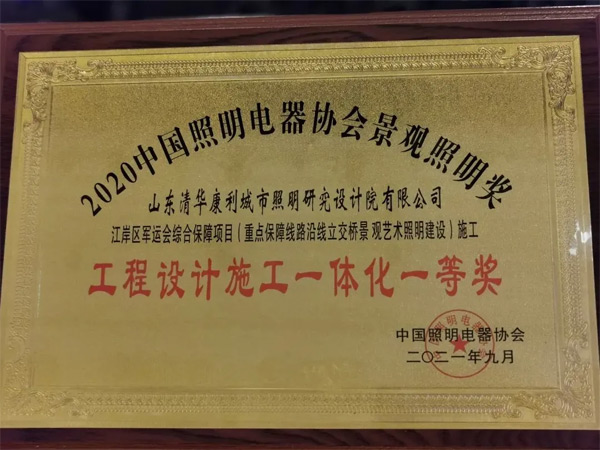 2020中国照明电器协会景观照明奖
山东清华康利城市照明研究设计院有限公司
江岸区军运会综合保障项目（重点保障线路沿线立交桥景 观艺术照明建设）施工
工程设计施工一体化一等奖
中国照明电器协会
二〇二一年九月